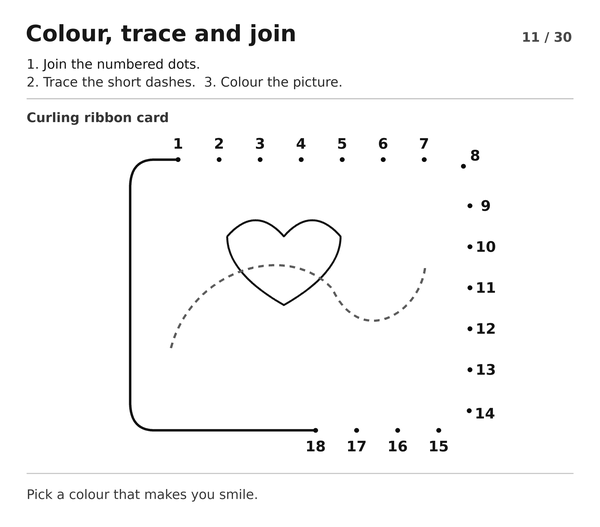 Colour, trace and join
11 / 30
1. Join the numbered dots.
2. Trace the short dashes.  3. Colour the picture.
Curling ribbon card
1 2 3 4 5 6 7
8
9
10
11
12
13
14
18 17 16 15
Pick a colour that makes you smile.